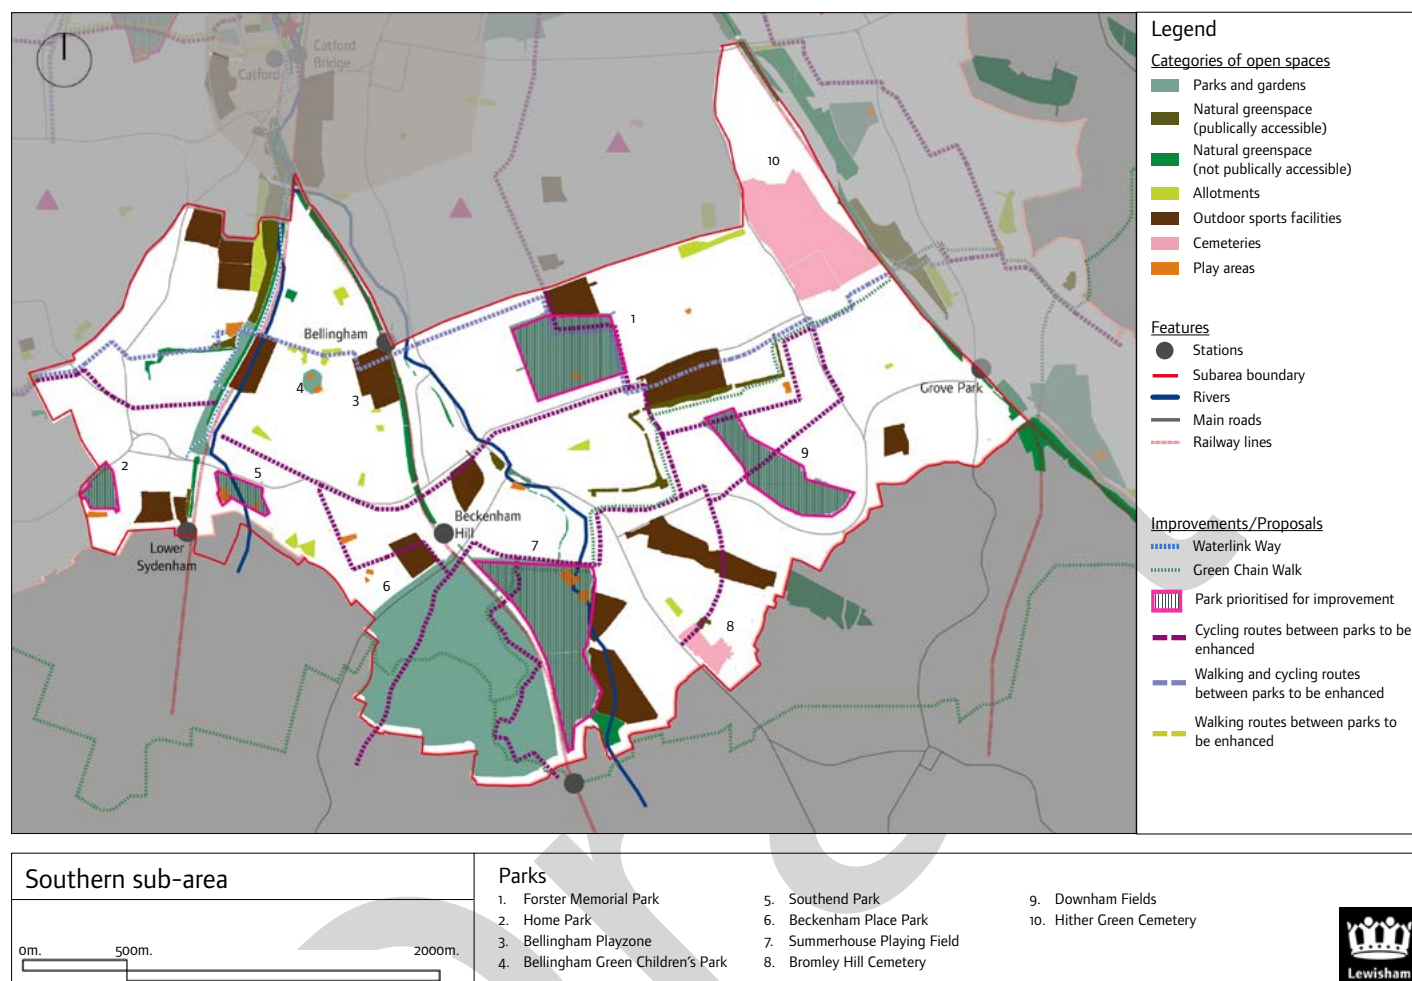 Catford
Bridge
Catford
10
1
Bellingham
Grove Park
4
3
9
2
5
Beckenham
Hill
7
Lower
Sydenham
6
8
Legend
Categories of open spaces
Parks and gardens
Natural greenspace
(publically accessible)
Natural greenspace
(not publically accessible)
Allotments
Outdoor sports facilities
Cemeteries
Play areas
Features
Stations
Subarea boundary
Rivers
Main roads
Railway lines
Improvements/Proposals
Waterlink Way
Green Chain Walk
Park prioritised for improvement
Cycling routes between parks to be
enhanced
Walking and cycling routes
between parks to be enhanced
Walking routes between parks to
be enhanced
Southern sub-area
0m. 500m. 2000m.
Parks
1. Forster Memorial Park
2. Home Park
3. Bellingham Playzone
4. Bellingham Green Children's Park
5. Southend Park
6. Beckenham Place Park
7. Summerhouse Playing Field
8. Bromley Hill Cemetery
9. Downham Fields
10. Hither Green Cemetery
Lewisham